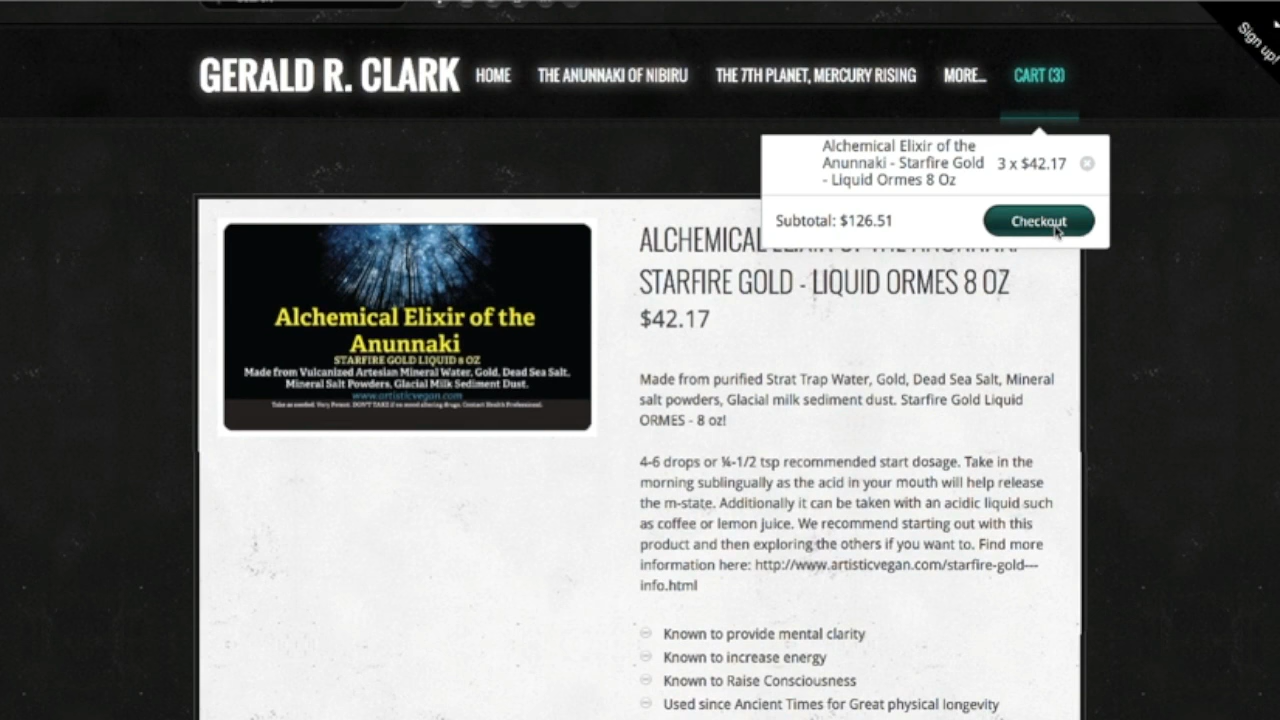 GERALD R. CLARK
HOME
THE ANUNNAKI OF NIBIRU
THE 7TH PLANET, MERCURY RISING
MORE...
CART (3)
Sign up!
Alchemical Elixir of the
Anunnaki - Starfire Gold
- Liquid Ormes 8 Oz
3 x $42.17
Subtotal: $126.51
Checkout
Alchemical Elixir of the
Anunnaki
STARFIRE GOLD LIQUID 8 OZ
Made from Vulcanized Artesian Mineral Water, Gold, Dead Sea Salt,
Mineral Salt Powders, Glacial Milk Sediment Dust.
www.artisticvegan.com
Take as needed. Very Potent. DON'T TAKE if on mood altering drugs. Contact Health Professional.
ALCHEMICAL
STARFIRE GOLD - LIQUID ORMES 8 OZ
$42.17
Made from purified Strat Trap Water, Gold, Dead Sea Salt, Mineral
salt powders, Glacial milk sediment dust. Starfire Gold Liquid
ORMES - 8 oz!
4-6 drops or ¼-1/2 tsp recommended start dosage. Take in the
morning sublingually as the acid in your mouth will help release
the m-state. Additionally it can be taken with an acidic liquid such
as coffee or lemon juice. We recommend starting out with this
product and then exploring the others if you want to. Find more
information here: http://www.artisticvegan.com/starfire-gold---
info.html
Known to provide mental clarity
Known to increase energy
Known to Raise Consciousness
Used since Ancient Times for Great physical longevity